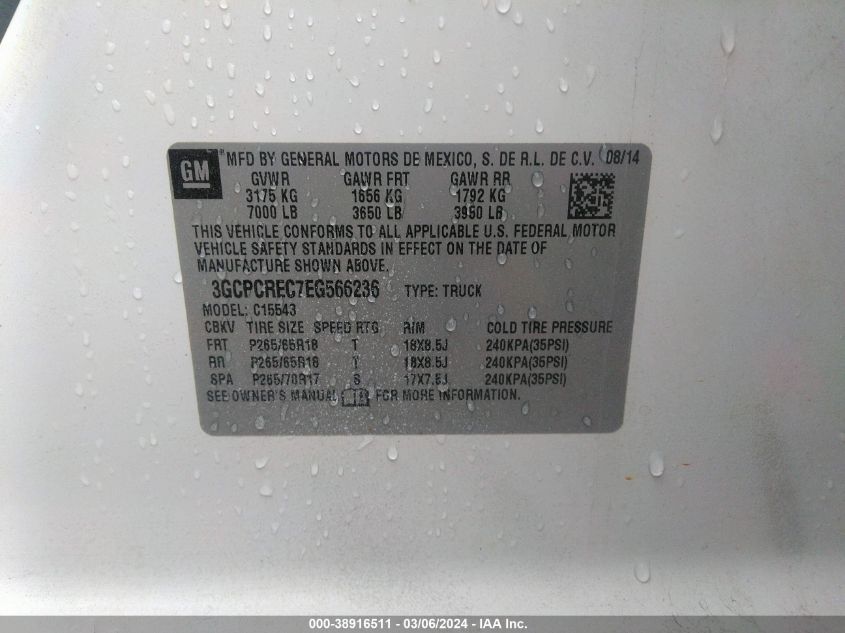 GM ® MFD BY GENERAL MOTORS DE MEXICO, S. DE R.L. DE C.V. 08/14
GVWR GAWR FRT GAWR RR
3175 KG 1656 KG 1792 KG
7000 LB 3650 LB 3950 LB
THIS VEHICLE CONFORMS TO ALL APPLICABLE U.S. FEDERAL MOTOR
VEHICLE SAFETY STANDARDS IN EFFECT ON THE DATE OF
MANUFACTURE SHOWN ABOVE.
3GCPCREC7EG566236 TYPE: TRUCK
MODEL: C15543
CBKV TIRE SIZE SPEED RTG RIM COLD TIRE PRESSURE
FRT P265/65R18 T 18X8.5J 240KPA(35PSI)
RR P265/65R18 T 18X8.5J 240KPA(35PSI)
SPA P265/70R17 S 17X7.5J 240KPA(35PSI)
SEE OWNER'S MANUAL FOR MORE INFORMATION.
000-38916511 - 03/06/2024 - IAA Inc.